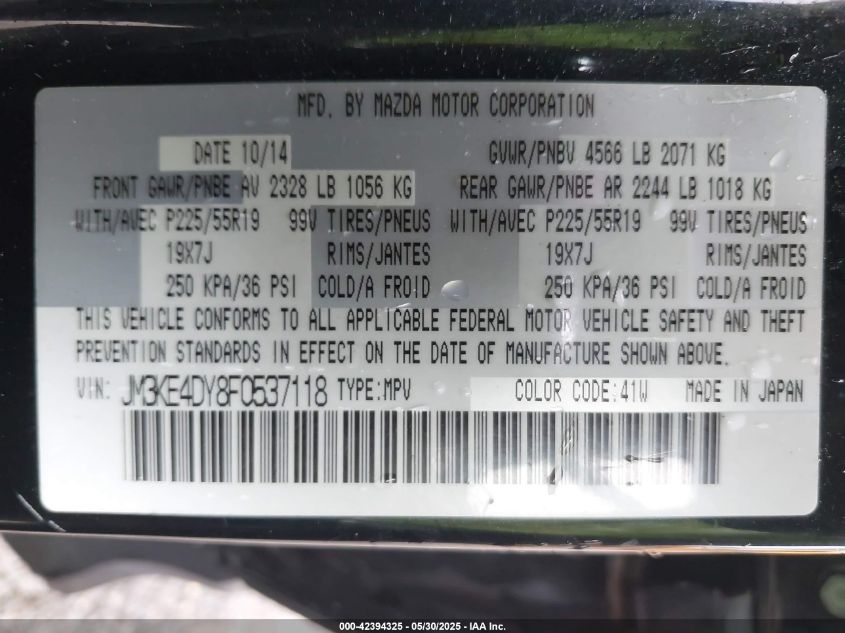 MFD. BY MAZDA MOTOR CORPORATION
DATE 10/14 GVWR/PNBV 4566 LB 2071 KG
FRONT GAWR/PNBE AV 2328 LB 1056 KG REAR GAWR/PNBE AR 2244 LB 1018 KG
WITH/AVEC P225/55R19 99V TIRES/PNEUS WITH/AVEC P225/55R19 99V TIRES/PNEUS
19X7J RIMS/JANTES 19X7J RIMS/JANTES
250 KPA/36 PSI COLD/A FROID 250 KPA/36 PSI COLD/A FROID
THIS VEHICLE CONFORMS TO ALL APPLICABLE FEDERAL MOTOR VEHICLE SAFETY AND THEFT
PREVENTION STANDARDS IN EFFECT ON THE DATE OF MANUFACTURE SHOWN ABOVE.
VIN: JM3KE4DY8F0537118 TYPE:MPV COLOR CODE:41W MADE IN JAPAN
000-42394325 - 05/30/2025 - IAA Inc.